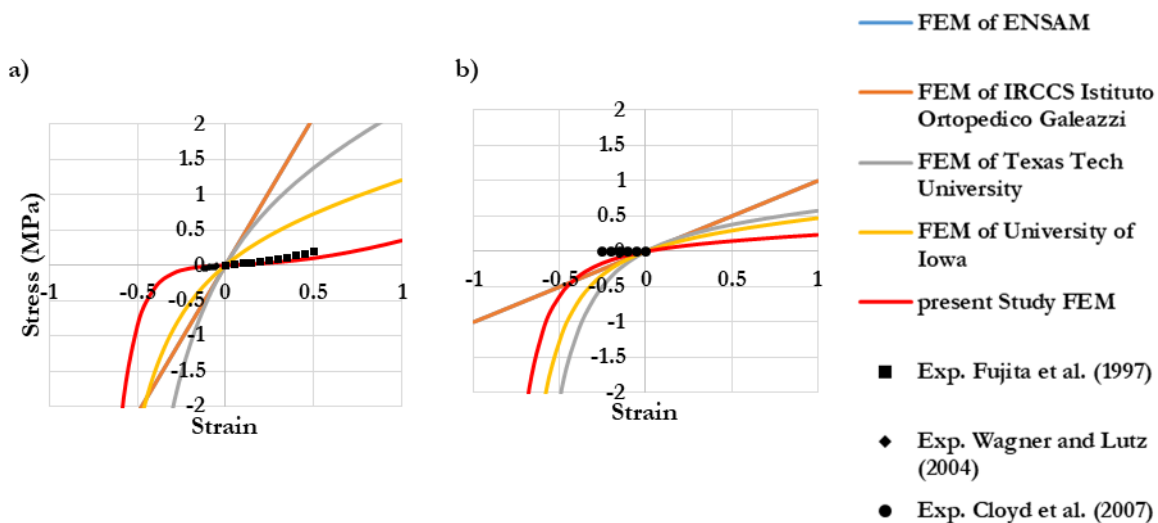 a)
2
1.5
1
0.5
0
-1
-0.5
0
0.5
1
-0.5
-1
-1.5
-2
Stress (MPa)
Strain
b)
2
1.5
1
0.5
0
-1
-0.5
0
0.5
1
-0.5
-1
-1.5
-2
Strain
FEM of ENSAM
FEM of IRCCS Istituto
Ortopedico Galeazzi
FEM of Texas Tech
University
FEM of University of
Iowa
present Study FEM
Exp. Fujita et al. (1997)
Exp. Wagner and Lutz
(2004)
Exp. Cloyd et al. (2007)